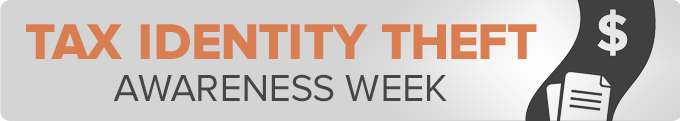 TAX IDENTITY THEFT
AWARENESS WEEK
$